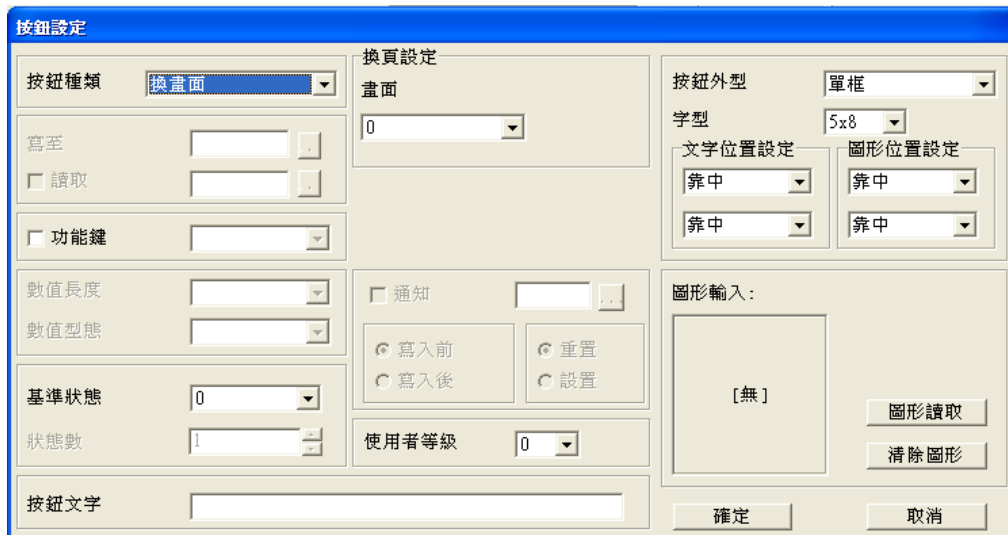 按鈕設定
按鈕種類 換畫面
寫至 .
讀取 .
功能鍵
數值長度
數值型態
基準狀態 0
狀態數 1
按鈕文字
換頁設定
畫面
0
通知 ...
寫入前 重置
寫入後 設置
使用者等級 0
按鈕外型 單框
字型 5x8
文字位置設定 圖形位置設定
靠中 靠中
靠中 靠中
圖形輸入:
[無]
圖形讀取
清除圖形
確定 取消